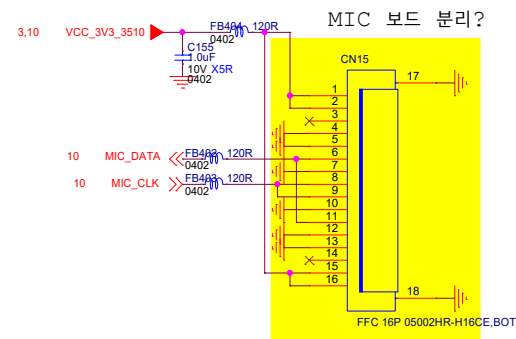 MIC 보드 분리?
3,10 VCC_3V3_3510 FB404 120R
0402
C155
1.0uF
10V X5R
0402
CN15
17
1
2
3
4
5
10 MIC_DATA FB403 120R
0402
6
7
10 MIC_CLK FB403 120R
0402
8
9
10
11
12
13
14
15
16
18
FFC 16P 05002HR-H16CE,BOT